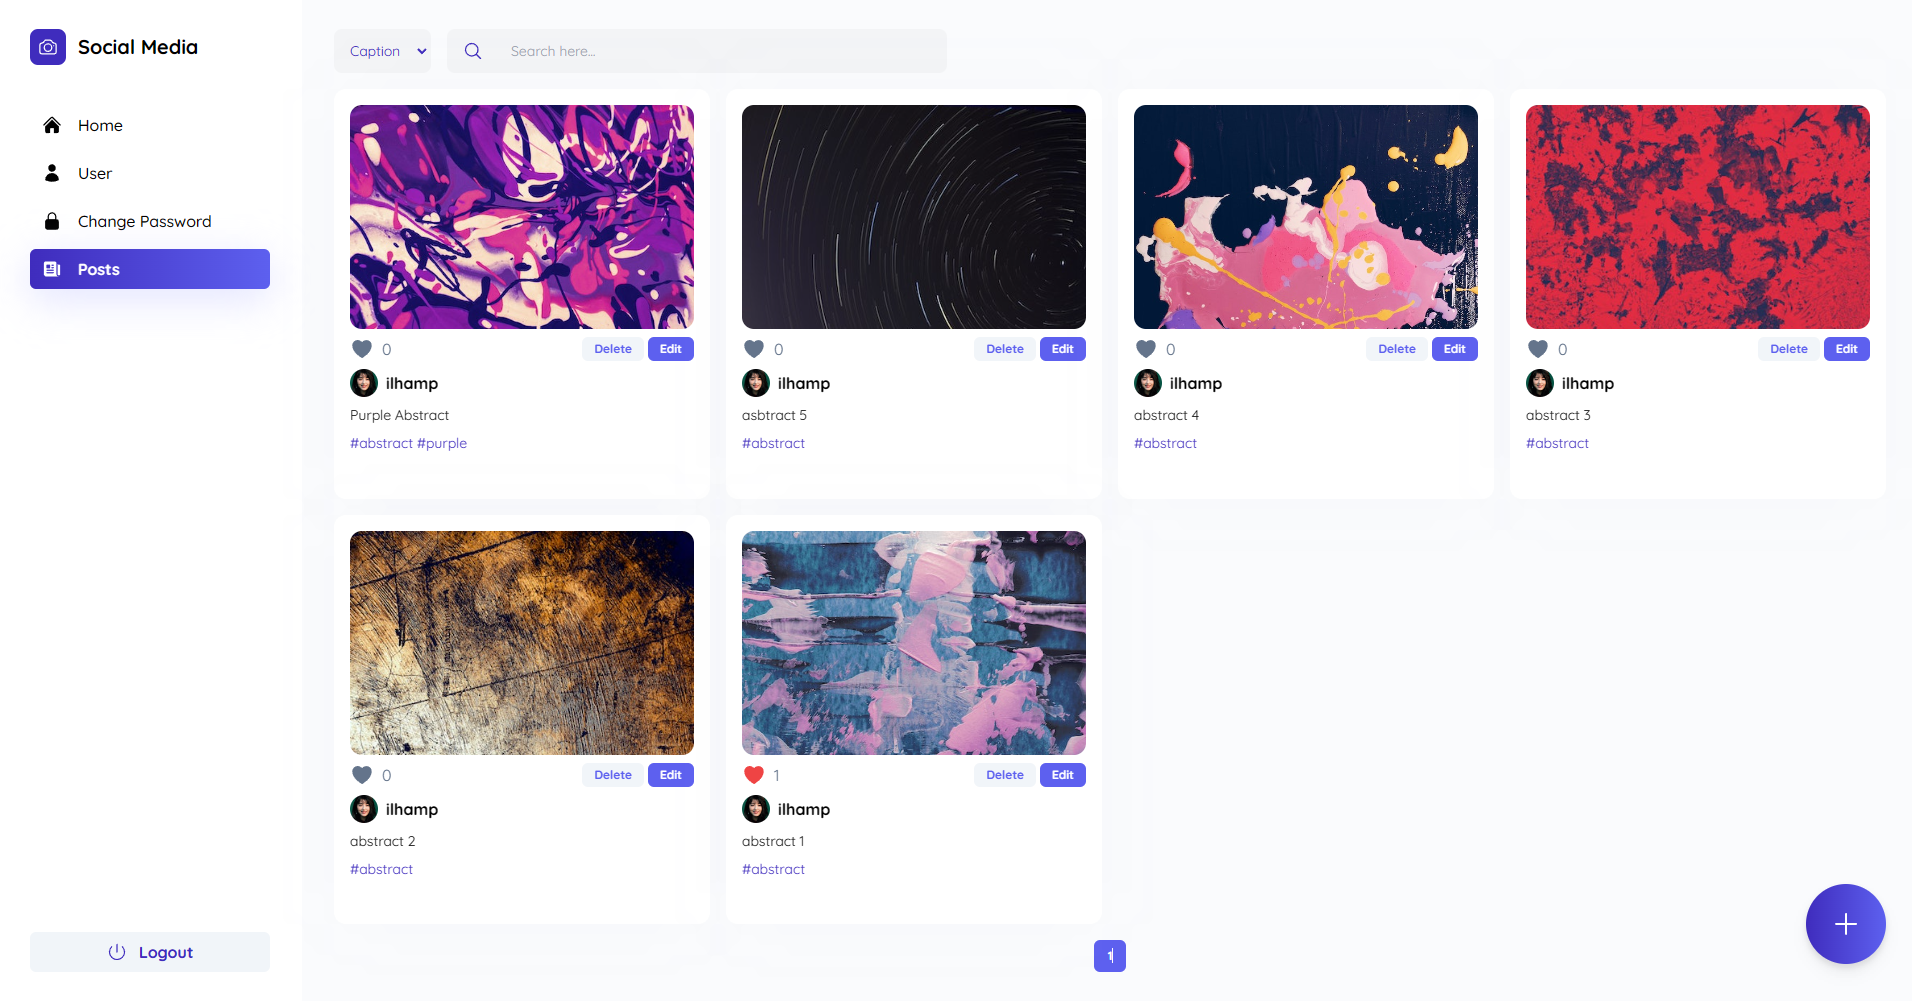 Social Media
Home
User
Change Password
Posts
Logout
Caption
Search here...
0 Delete Edit
ilhamp
Purple Abstract
#abstract #purple
0 Delete Edit
ilhamp
asbtract 5
#abstract
0 Delete Edit
ilhamp
abstract 4
#abstract
0 Delete Edit
ilhamp
abstract 3
#abstract
0 Delete Edit
ilhamp
abstract 2
#abstract
1 Delete Edit
ilhamp
abstract 1
#abstract
1